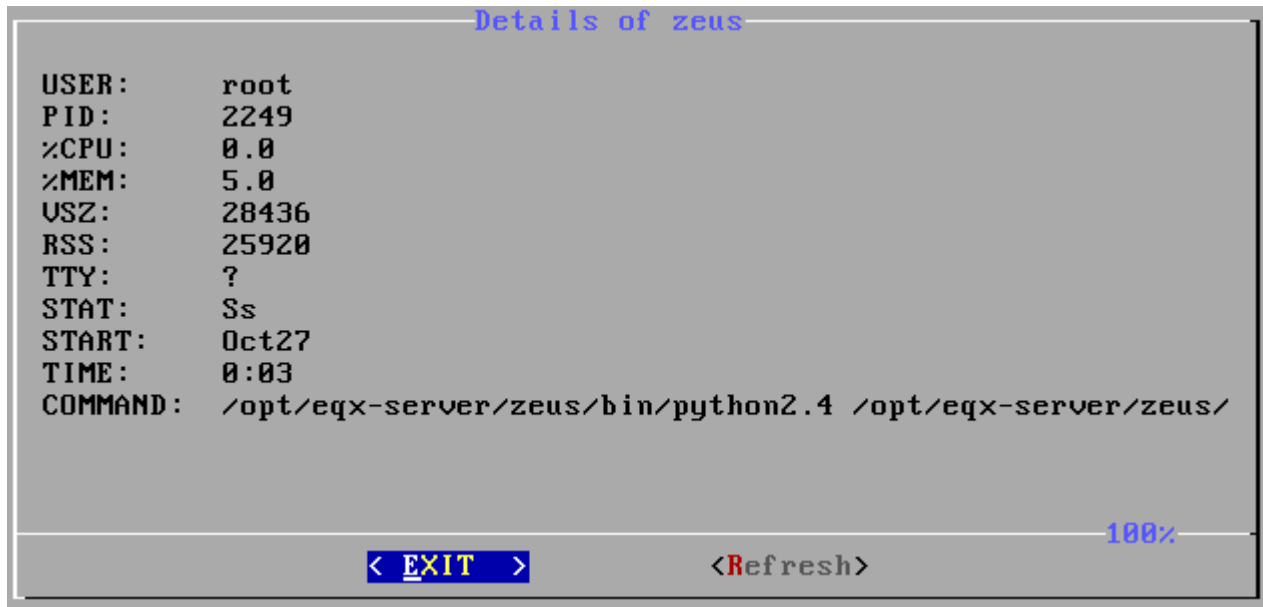 Details of zeus
USER: root
PID: 2249
%CPU: 0.0
%MEM: 5.0
VSZ: 28436
RSS: 25920
TTY: ?
STAT: Ss
START: Oct27
TIME: 0:03
COMMAND: /opt/eqx-server/zeus/bin/python2.4 /opt/eqx-server/zeus/
100%
< EXIT > <Refresh>